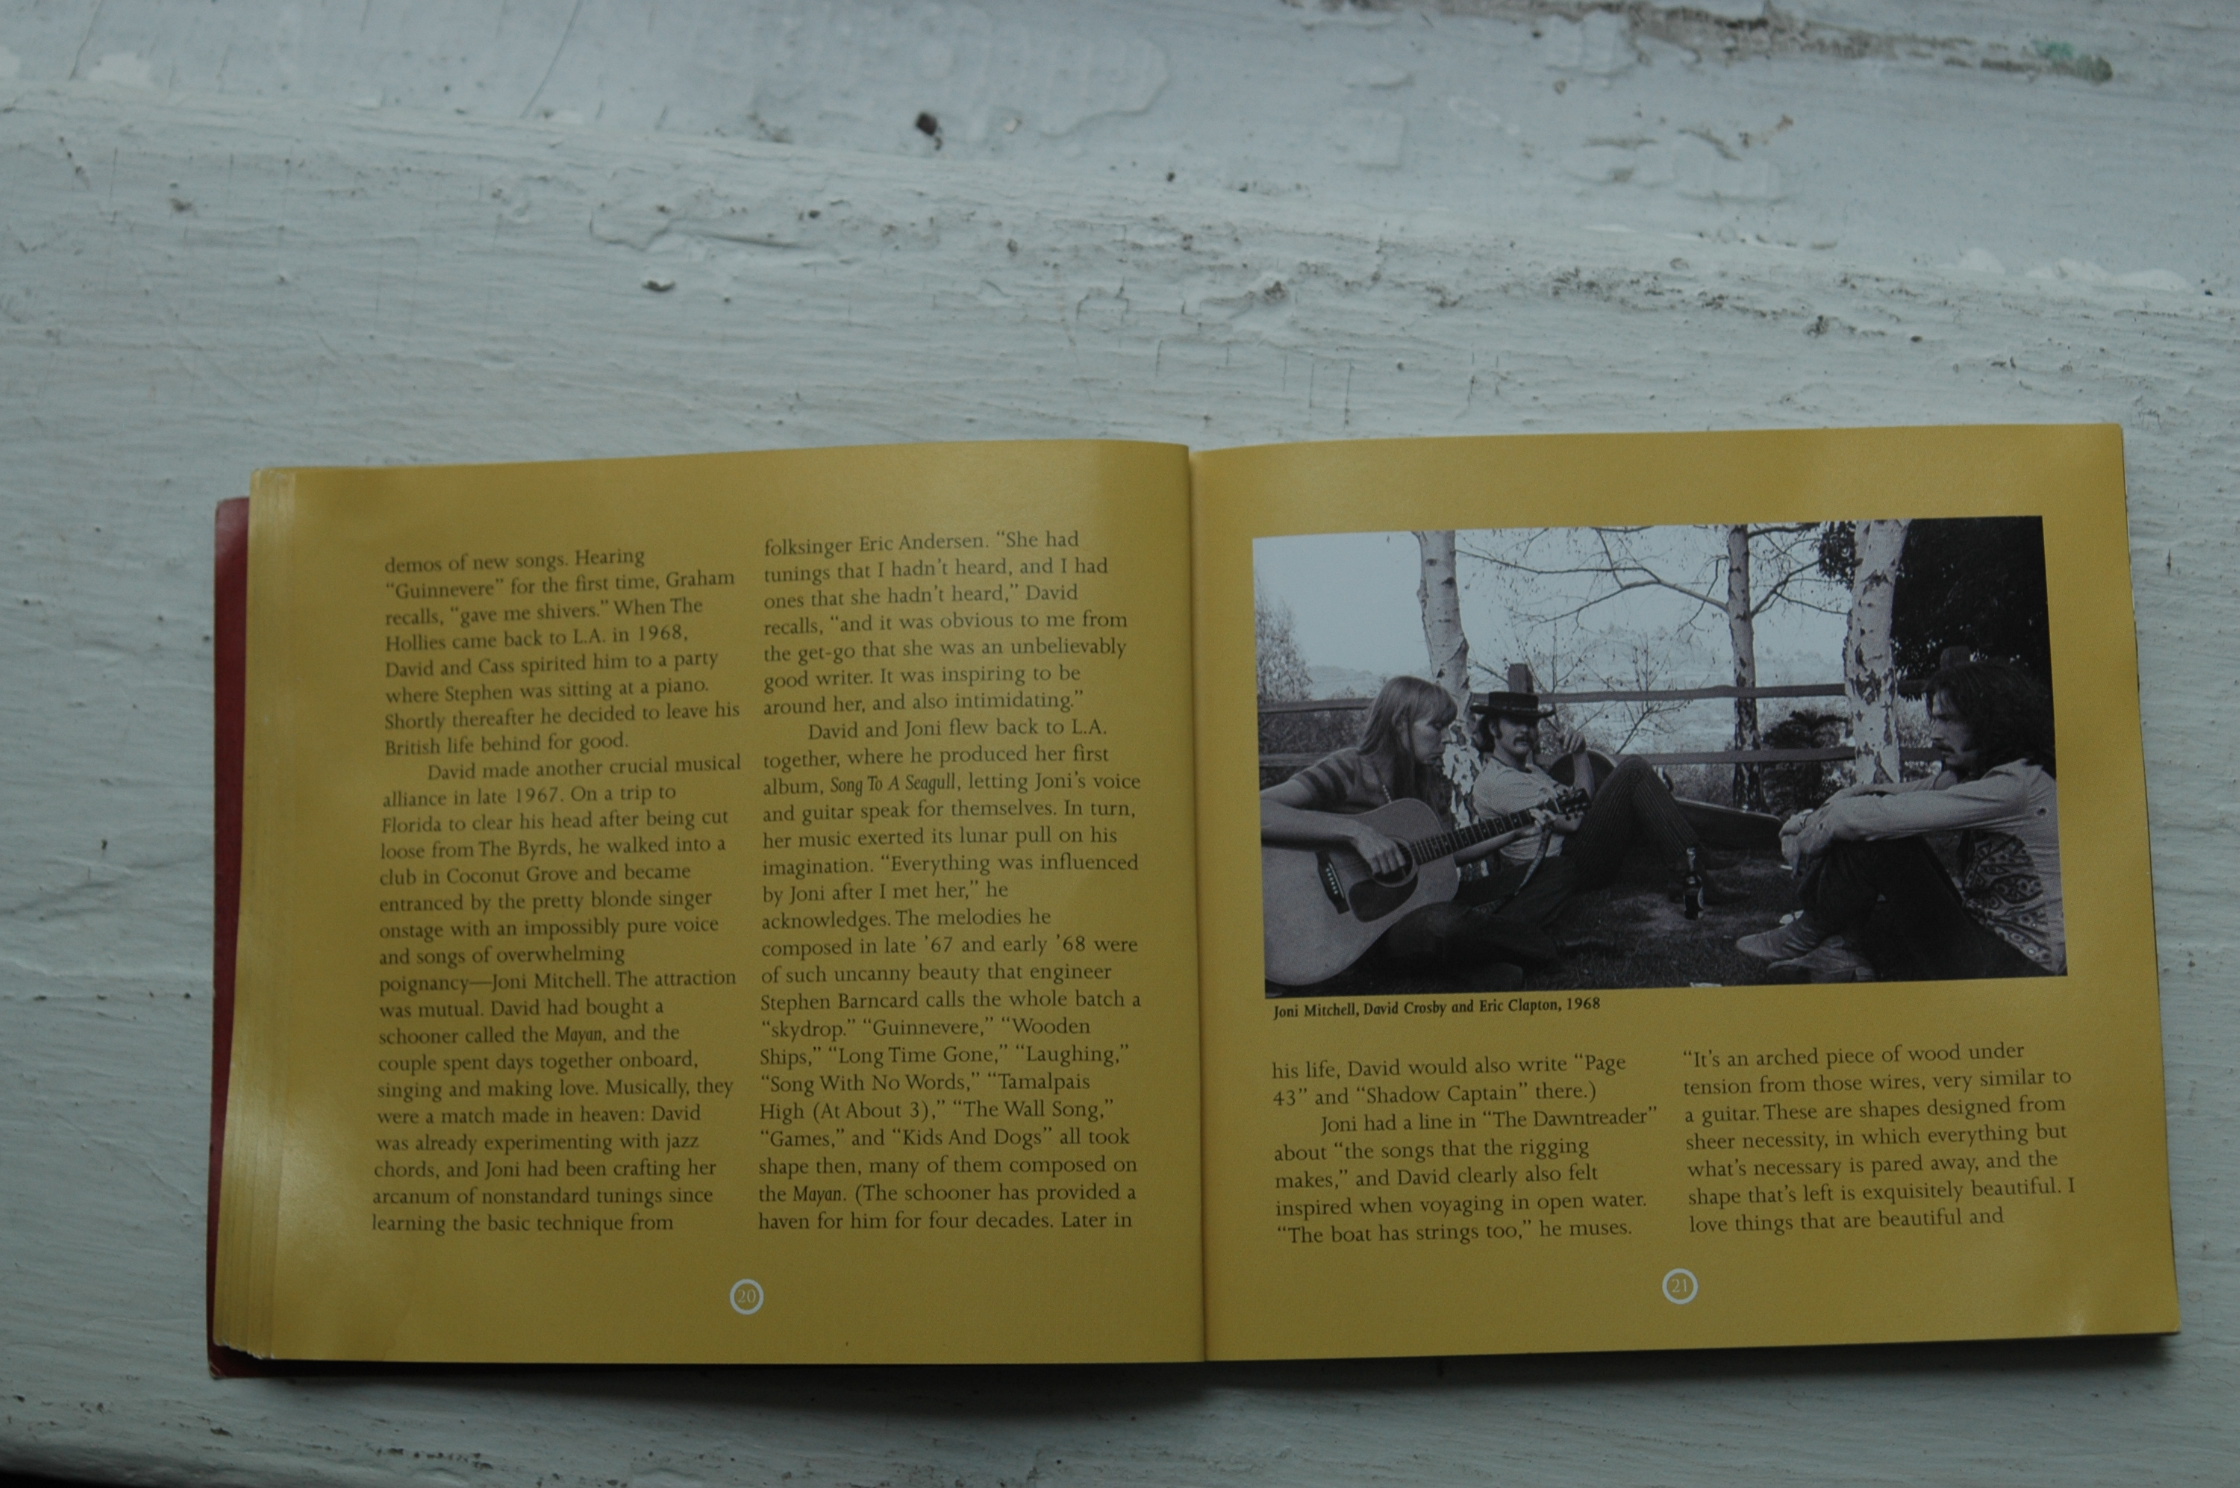 demos of new songs. Hearing
“Guinnevere” for the first time, Graham
recalls, “gave me shivers.” When The
Hollies came back to L.A. in 1968,
David and Cass spirited him to a party
where Stephen was sitting at a piano.
Shortly thereafter he decided to leave his
British life behind for good.
David made another crucial musical
alliance in late 1967. On a trip to
Florida to clear his head after being cut
loose from The Byrds, he walked into a
club in Coconut Grove and became
entranced by the pretty blonde singer
onstage with an impossibly pure voice
and songs of overwhelming
poignancy—Joni Mitchell. The attraction
was mutual. David had bought a
schooner called the Mayan, and the
couple spent days together onboard,
singing and making love. Musically, they
were a match made in heaven: David
was already experimenting with jazz
chords, and Joni had been crafting her
arcanum of nonstandard tunings since
learning the basic technique from
folksinger Eric Andersen. “She had
tunings that I hadn’t heard, and I had
ones that she hadn’t heard,” David
recalls, “and it was obvious to me from
the get-go that she was an unbelievably
good writer. It was inspiring to be
around her, and also intimidating.”
David and Joni flew back to L.A.
together, where he produced her first
album, Song To A Seagull, letting Joni’s voice
and guitar speak for themselves. In turn,
her music exerted its lunar pull on his
imagination. “Everything was influenced
by Joni after I met her,” he
acknowledges. The melodies he
composed in late ’67 and early ’68 were
of such uncanny beauty that engineer
Stephen Barncard calls the whole batch a
“skydrop.” “Guinnevere,” “Wooden
Ships,” “Long Time Gone,” “Laughing,”
“Song With No Words,” “Tamalpais
High (At About 3),” “The Wall Song,”
“Games,” and “Kids And Dogs” all took
shape then, many of them composed on
the Mayan. (The schooner has provided a
haven for him for four decades. Later in
20
Joni Mitchell, David Crosby and Eric Clapton, 1968
his life, David would also write “Page
43” and “Shadow Captain” there.)
Joni had a line in “The Dawntreader”
about “the songs that the rigging
makes,” and David clearly also felt
inspired when voyaging in open water.
“The boat has strings too,” he muses.
“It’s an arched piece of wood under
tension from those wires, very similar to
a guitar. These are shapes designed from
sheer necessity, in which everything but
what’s necessary is pared away, and the
shape that’s left is exquisitely beautiful. I
love things that are beautiful and
21